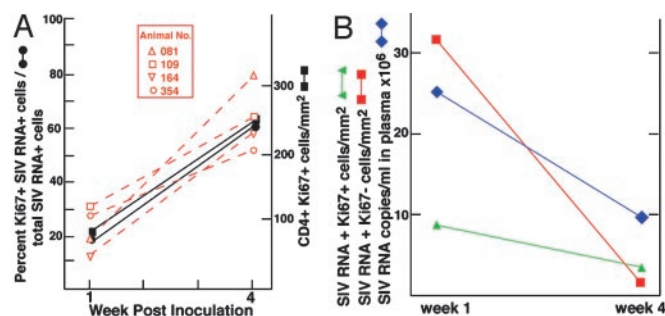 A
Percent Ki67+ SIV RNA+ cells /
total SIV RNA+ cells
100
80
60
40
20
Animal No.
081
109
164
354
300
200
100
CD4+ Ki67+ cells/mm²
1
4
Week Post Inoculation
B
SIV RNA + Ki67+ cells/mm²
SIV RNA + Ki67- cells/mm²
SIV RNA copies/ml in plasma x10⁶
30
20
10
week 1
week 4